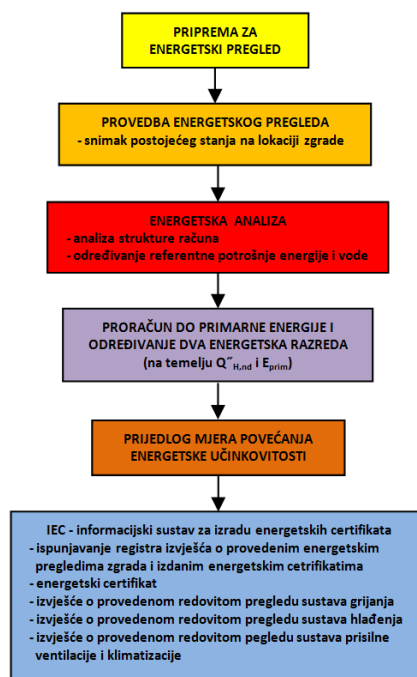 PRIPREMA ZA
ENERGETSKI PREGLED
PROVEDBA ENERGETSKOG PREGLEDA
- snimak postojećeg stanja na lokaciji zgrade
ENERGETSKA ANALIZA
- analiza strukture računa
- određivanje referentne potrošnje energije i vode
PRORAČUN DO PRIMARNE ENERGIJE I
ODREĐIVANJE DVA ENERGETSKA RAZREDA
(na temelju Q˝H,nd i Eprim)
PRIJEDLOG MJERA POVEĆANJA
ENERGETSKE UČINKOVITOSTI
IEC - informacijski sustav za izradu energetskih certifikata
- ispunjavanje registra izvješća o provedenim energetskim
pregledima zgrada i izdanim energetskim cetrifikatima
- energetski certifikat
- izvješće o provedenom redovitom pregledu sustava grijanja
- izvješće o provedenom redovitom pregledu sustava hlađenja
- izvješće o provedenom redovitom pegledu sustava prisilne
ventilacije i klimatizacije